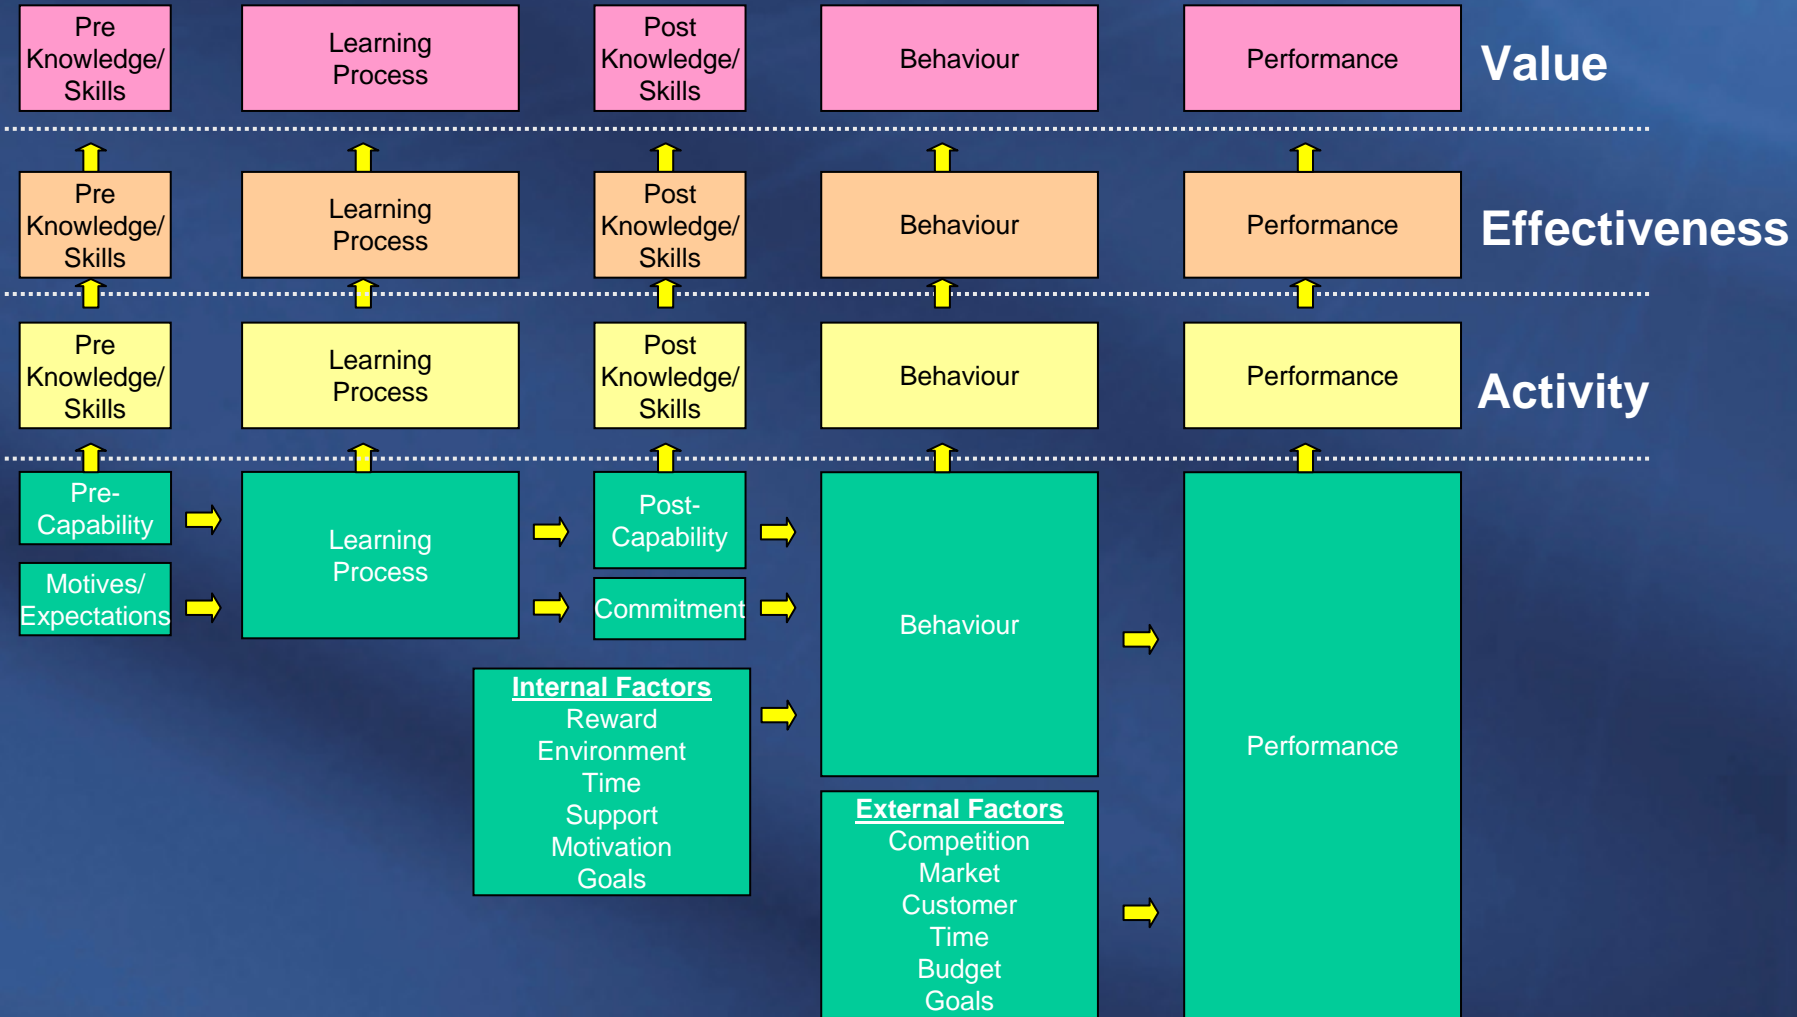 Pre
Knowledge/
Skills
Learning
Process
Post
Knowledge/
Skills
Behaviour
Performance
Value
Pre
Knowledge/
Skills
Learning
Process
Post
Knowledge/
Skills
Behaviour
Performance
Effectiveness
Pre
Knowledge/
Skills
Learning
Process
Post
Knowledge/
Skills
Behaviour
Performance
Activity
Pre-
Capability
Motives/
Expectations
Learning
Process
Post-
Capability
Commitment
Internal Factors
Reward
Environment
Time
Support
Motivation
Goals
Behaviour
External Factors
Competition
Market
Customer
Time
Budget
Goals
Performance